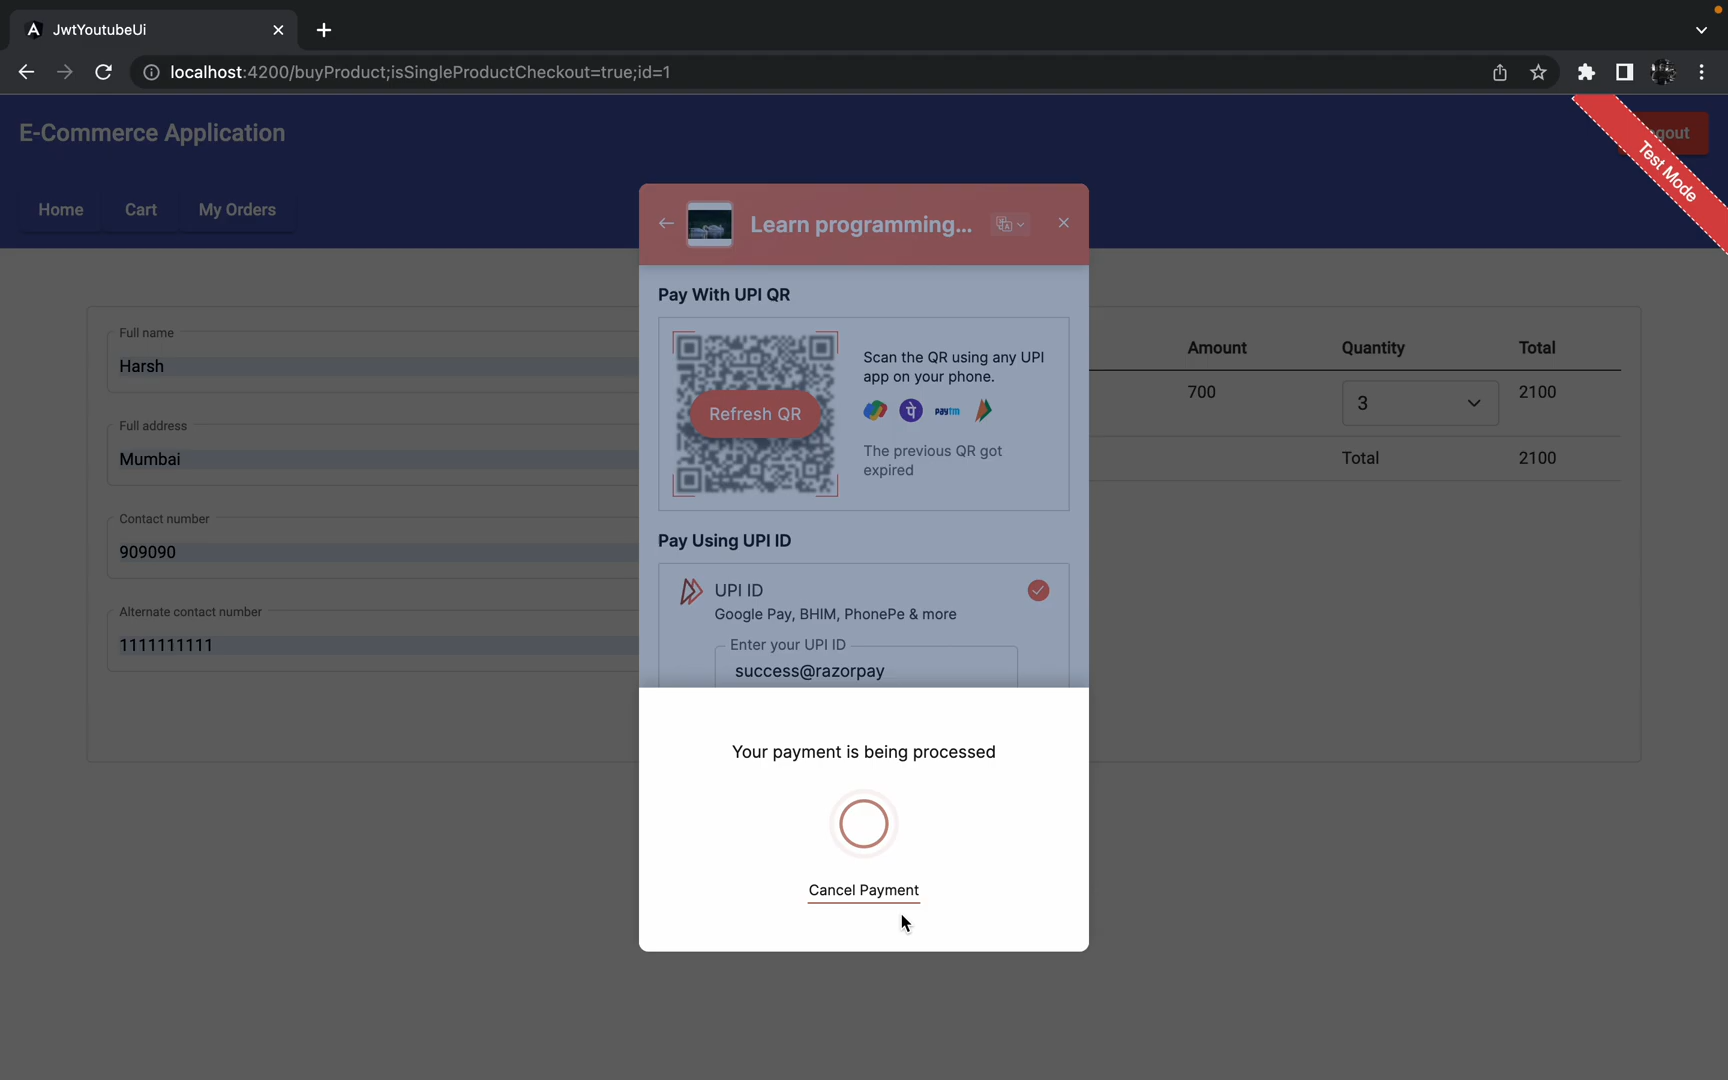 JwtYoutubeUi
localhost:4200/buyProduct;isSingleProductCheckout=true;id=1
E-Commerce Application
Test Mode
Home Cart My Orders
Learn programming...
Pay With UPI QR
Scan the QR using any UPI
app on your phone.
Refresh QR
paytm
The previous QR got
expired
Pay Using UPI ID
UPI ID
Google Pay, BHIM, PhonePe & more
Enter your UPI ID
success@razorpay
Your payment is being processed
Cancel Payment
Full name
Harsh
Full address
Mumbai
Contact number
909090
Alternate contact number
1111111111
Amount Quantity Total
700 3 2100
Total 2100